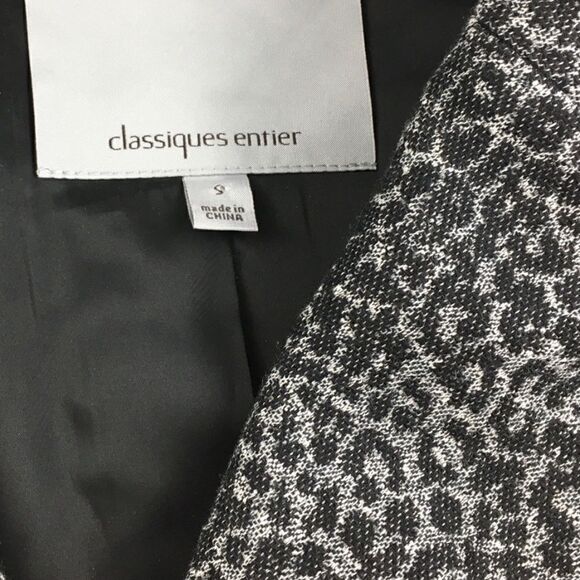 classiques entier
S
made in
CHINA